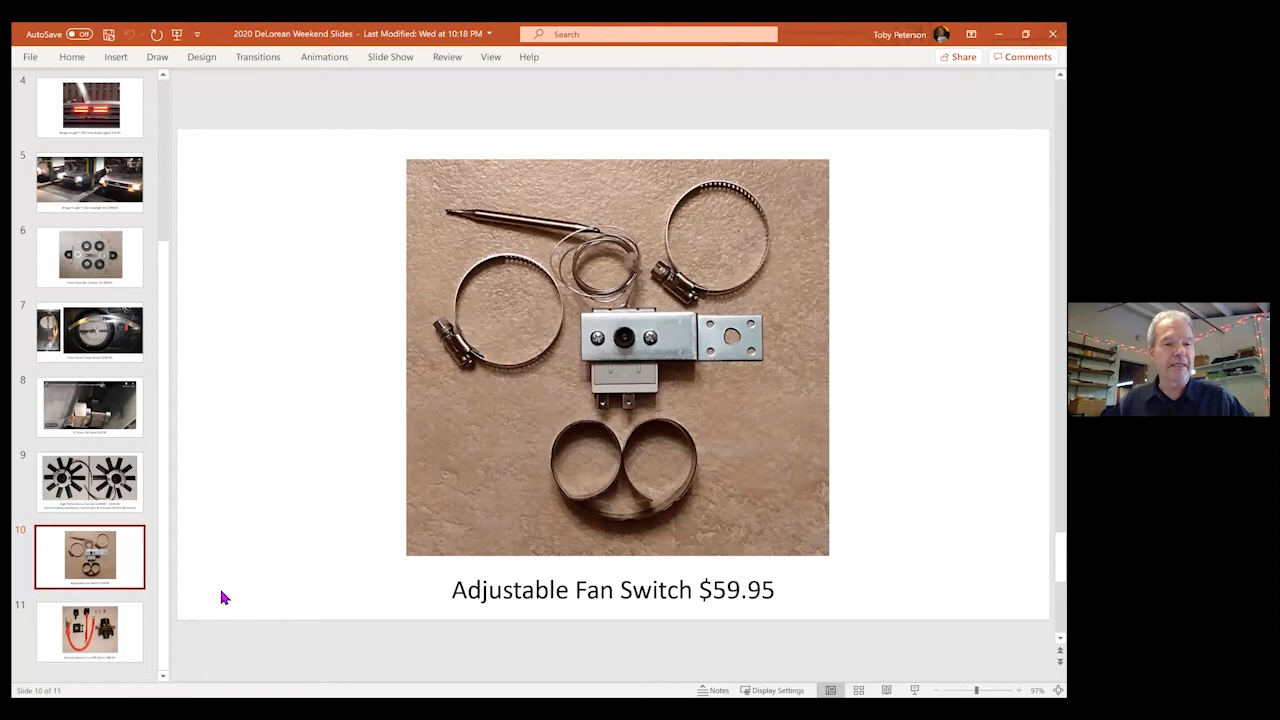 AutoSave Off
2020 DeLorean Weekend Slides - Last Modified: Wed at 10:18 PM
Search
Toby Peterson
File Home Insert Draw Design Transitions Animations Slide Show Review View Help
Share Comments
4
5
6
7
8
9
10
11
Adjustable Fan Switch $59.95
Slide 10 of 11
Notes Display Settings
97%